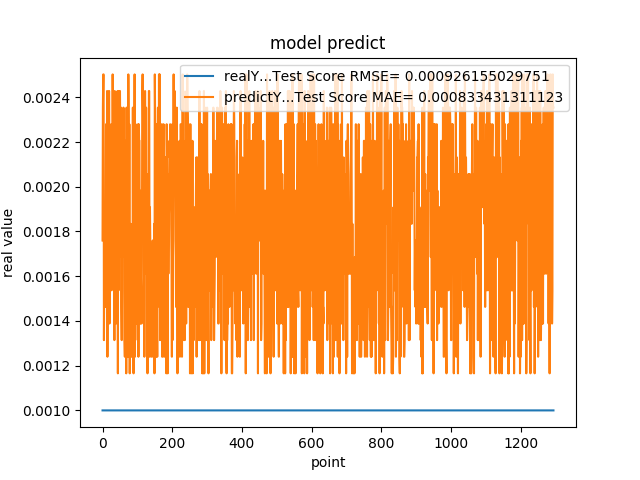 model predict
realY...Test Score RMSE= 0.000926155029751
predictY...Test Score MAE= 0.000833431311123
real value
0.0024
0.0022
0.0020
0.0018
0.0016
0.0014
0.0012
0.0010
0 200 400 600 800 1000 1200
point